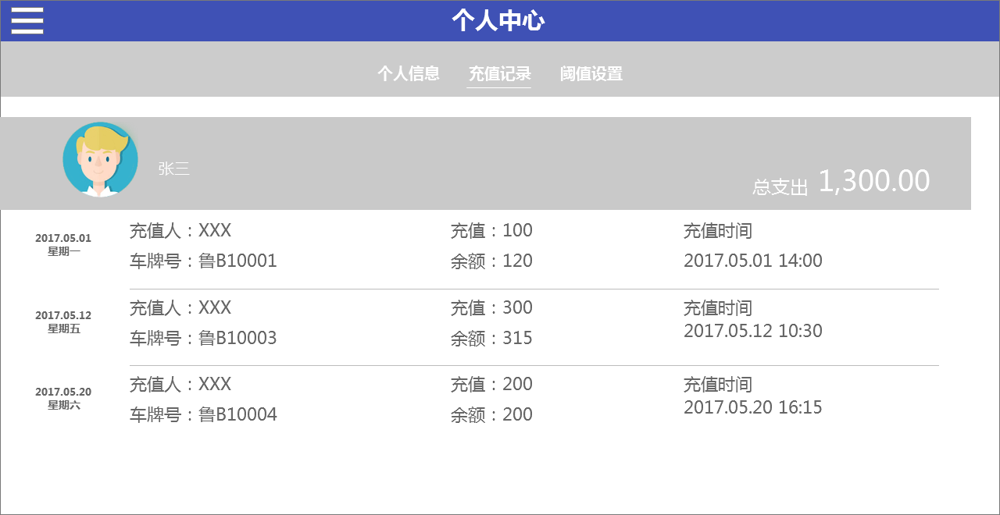 个人中心
个人信息 充值记录 阈值设置
张三
总支出 1,300.00
2017.05.01
星期一
充值人：XXX 充值：100 充值时间
车牌号：鲁B10001 余额：120 2017.05.01 14:00
2017.05.12
星期五
充值人：XXX 充值：300 充值时间
车牌号：鲁B10003 余额：315 2017.05.12 10:30
2017.05.20
星期六
充值人：XXX 充值：200 充值时间
车牌号：鲁B10004 余额：200 2017.05.20 16:15